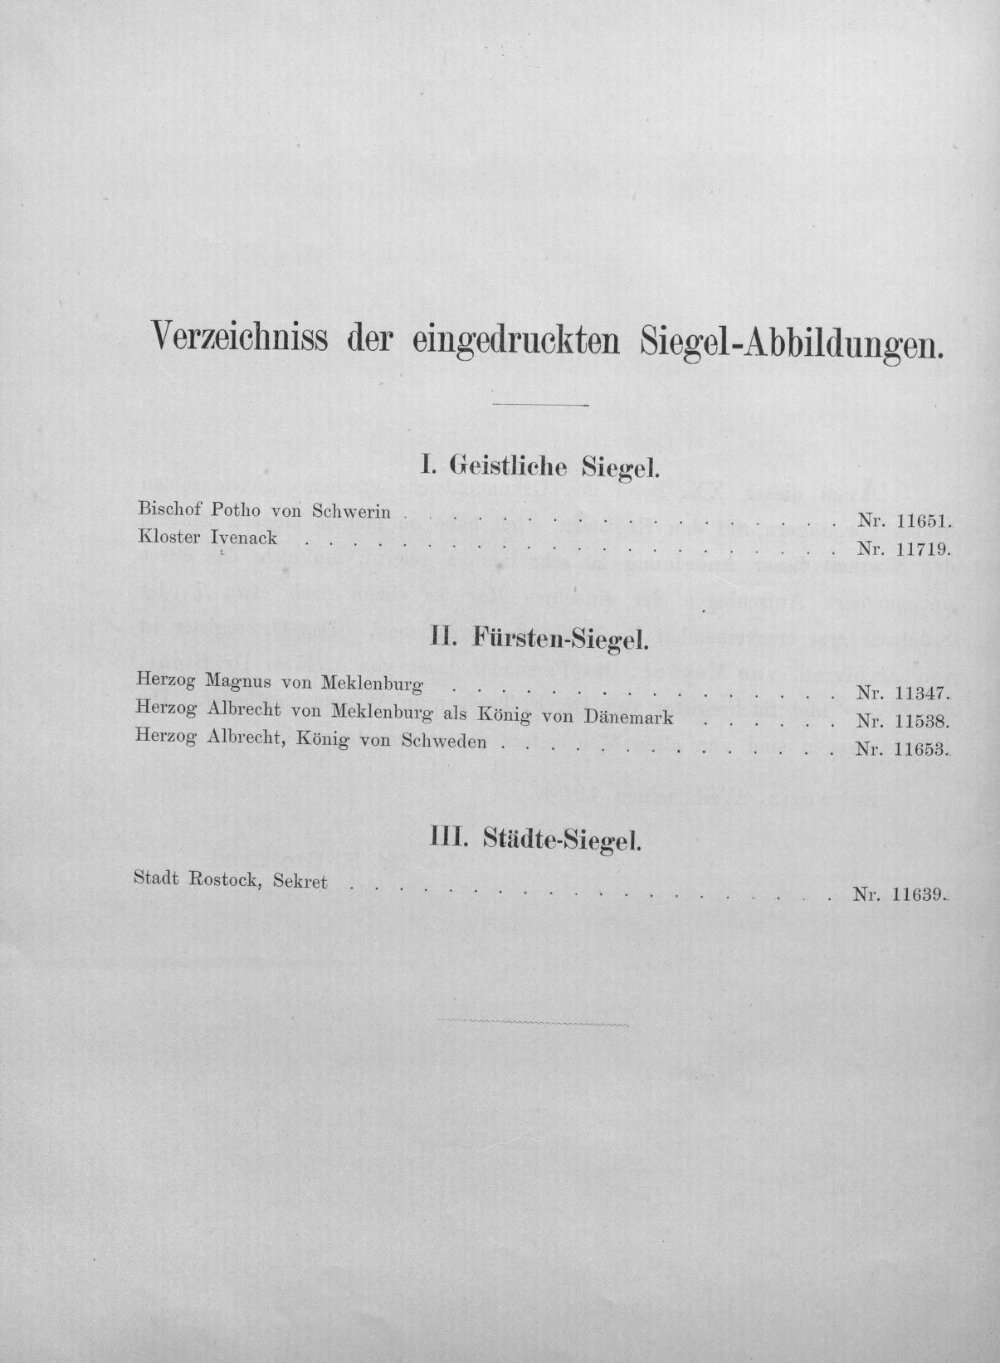 Verzeichniss der eingedruckten Siegel-Abbildungen.
I. Geistliche Siegel.
Bischof Potho von Schwerin . . . . . . . . . . . . . . . . . . Nr. 11651.
Kloster Ivenack . . . . . . . . . . . . . . . . . . . . . . Nr. 11719.
II. Fürsten-Siegel.
Herzog Magnus von Meklenburg . . . . . . . . . . . . . . . . Nr. 11347.
Herzog Albrecht von Meklenburg als König von Dänemark . . . . . . Nr. 11538.
Herzog Albrecht, König von Schweden . . . . . . . . . . . . . . Nr. 11653.
III. Städte-Siegel.
Stadt Rostock, Sekret . . . . . . . . . . . . . . . . . . . . Nr. 11639.